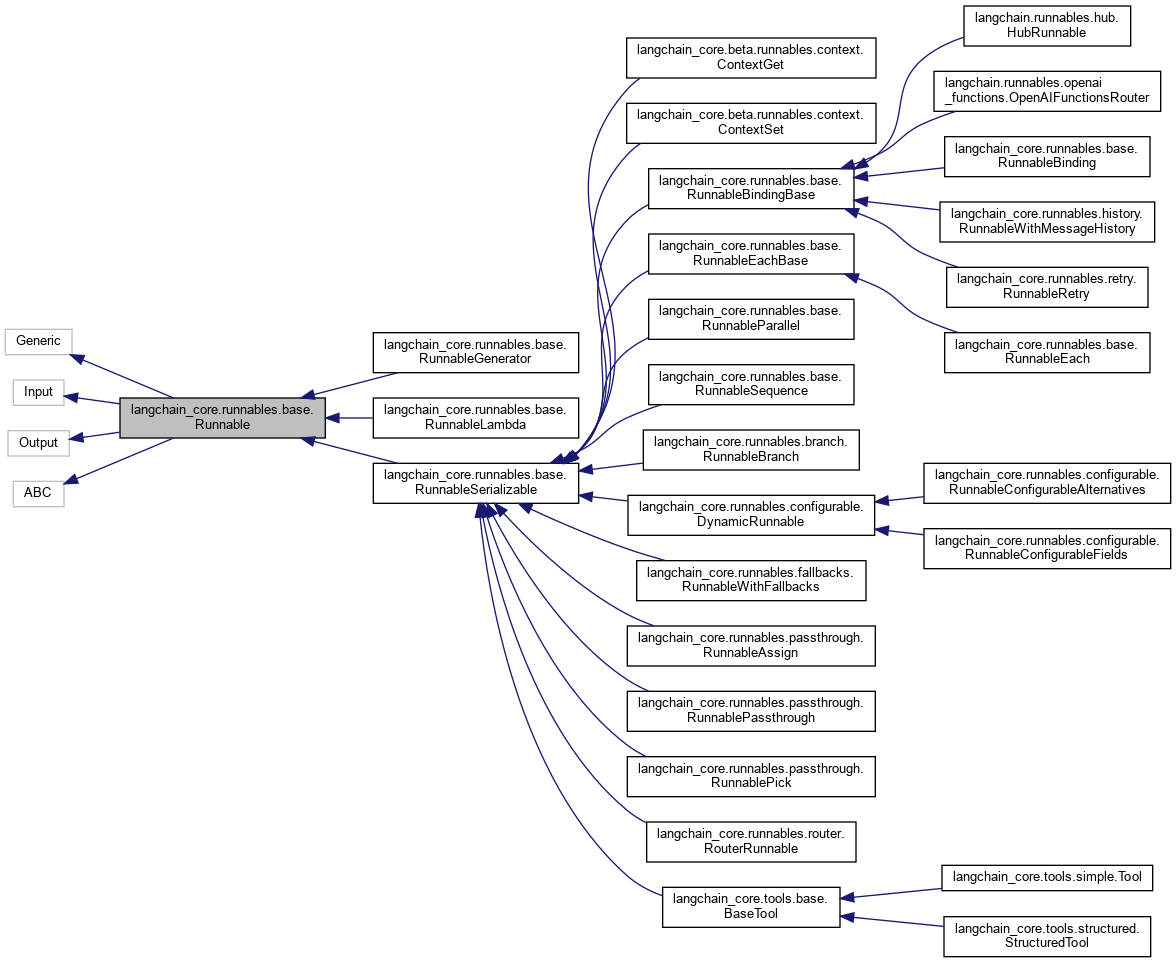 Generic
Input
Output
ABC
langchain_core.runnables.base.
Runnable
langchain_core.runnables.base.
RunnableGenerator
langchain_core.runnables.base.
RunnableLambda
langchain_core.runnables.base.
RunnableSerializable
langchain_core.beta.runnables.context.
ContextGet
langchain_core.beta.runnables.context.
ContextSet
langchain_core.runnables.base.
RunnableBindingBase
langchain_core.runnables.base.
RunnableEachBase
langchain_core.runnables.base.
RunnableParallel
langchain_core.runnables.base.
RunnableSequence
langchain_core.runnables.branch.
RunnableBranch
langchain_core.runnables.configurable.
DynamicRunnable
langchain_core.runnables.fallbacks.
RunnableWithFallbacks
langchain_core.runnables.passthrough.
RunnableAssign
langchain_core.runnables.passthrough.
RunnablePassthrough
langchain_core.runnables.passthrough.
RunnablePick
langchain_core.runnables.router.
RouterRunnable
langchain_core.tools.base.
BaseTool
langchain.runnables.hub.
HubRunnable
langchain.runnables.openai
_functions.OpenAIFunctionsRouter
langchain_core.runnables.base.
RunnableBinding
langchain_core.runnables.history.
RunnableWithMessageHistory
langchain_core.runnables.retry.
RunnableRetry
langchain_core.runnables.base.
RunnableEach
langchain_core.runnables.configurable.
RunnableConfigurableAlternatives
langchain_core.runnables.configurable.
RunnableConfigurableFields
langchain_core.tools.simple.Tool
langchain_core.tools.structured.
StructuredTool